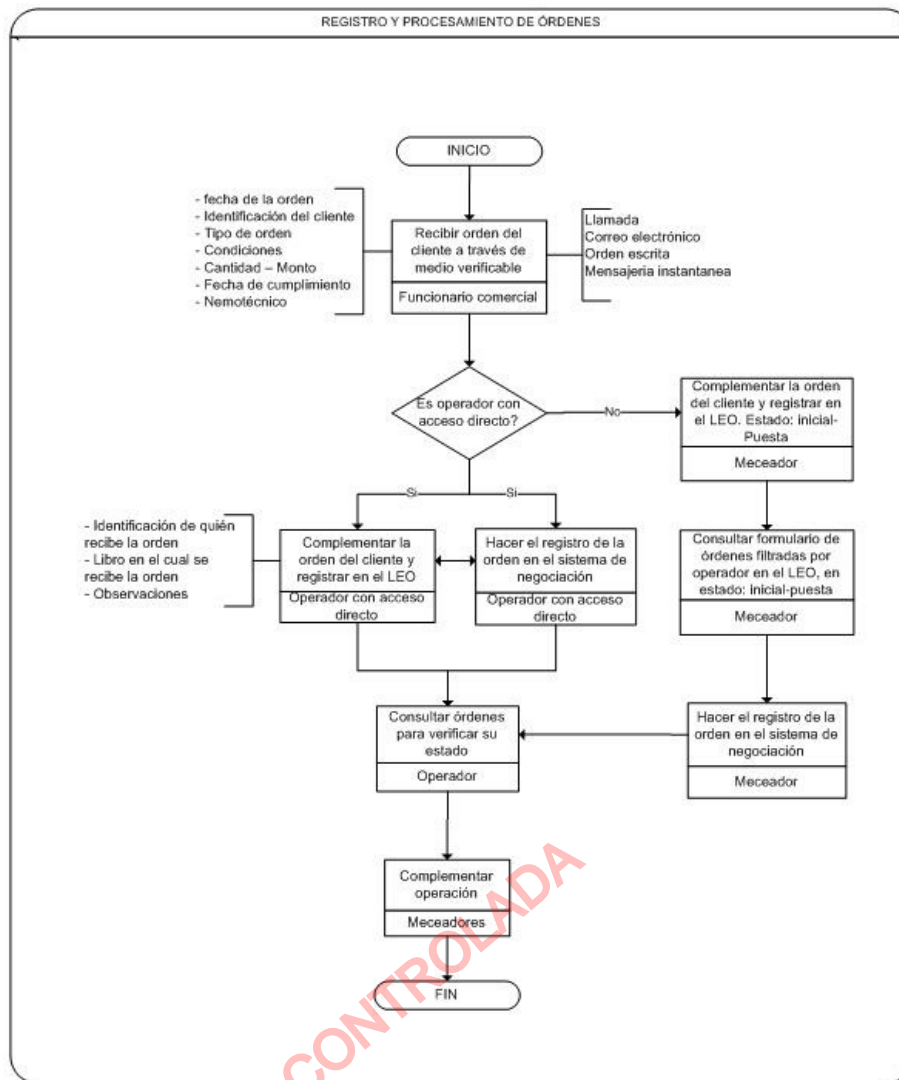 REGISTRO Y PROCESAMIENTO DE ÓRDENES
INICIO
- fecha de la orden
- Identificación del cliente
- Tipo de orden
- Condiciones
- Cantidad – Monto
- Fecha de cumplimiento
- Nemotécnico
Recibir orden del
cliente a través de
medio verificable
Funcionario comercial
Llamada
Correo electrónico
Orden escrita
Mensajeria instantanea
Es operador con
acceso directo?
No
Complementar la orden
del cliente y registrar en
el LEO. Estado: inicial-
Puesta
Meceador
Si
Si
- Identificación de quién
recibe la orden
- Libro en el cual se
recibe la orden
- Observaciones
Complementar la
orden del cliente y
registrar en el LEO
Operador con acceso
directo
Hacer el registro de la
orden en el sistema de
negociación
Operador con acceso
directo
Consultar formulario de
órdenes filtradas por
operador en el LEO, en
estado: inicial-puesta
Meceador
Consultar órdenes
para verificar su
estado
Operador
Hacer el registro de la
orden en el sistema de
negociación
Meceador
Complementar
operación
Meceadores
FIN
CONTROLADA